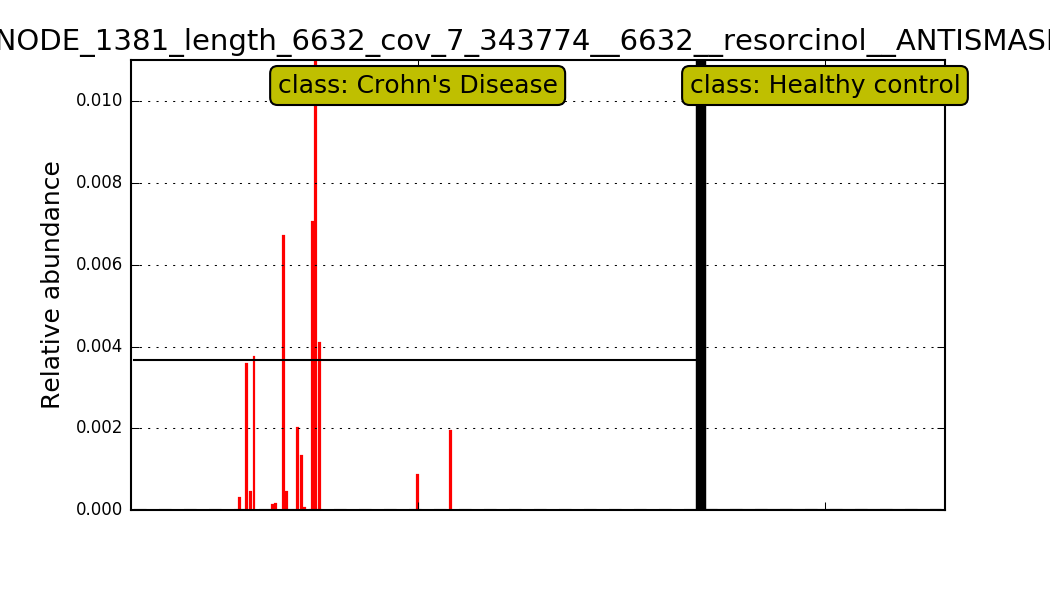 NODE_1381_length_6632_cov_7_343774__6632__resorcinol__ANTISMAS
class: Crohn's Disease
class: Healthy control
Relative abundance
0.010
0.008
0.006
0.004
0.002
0.000